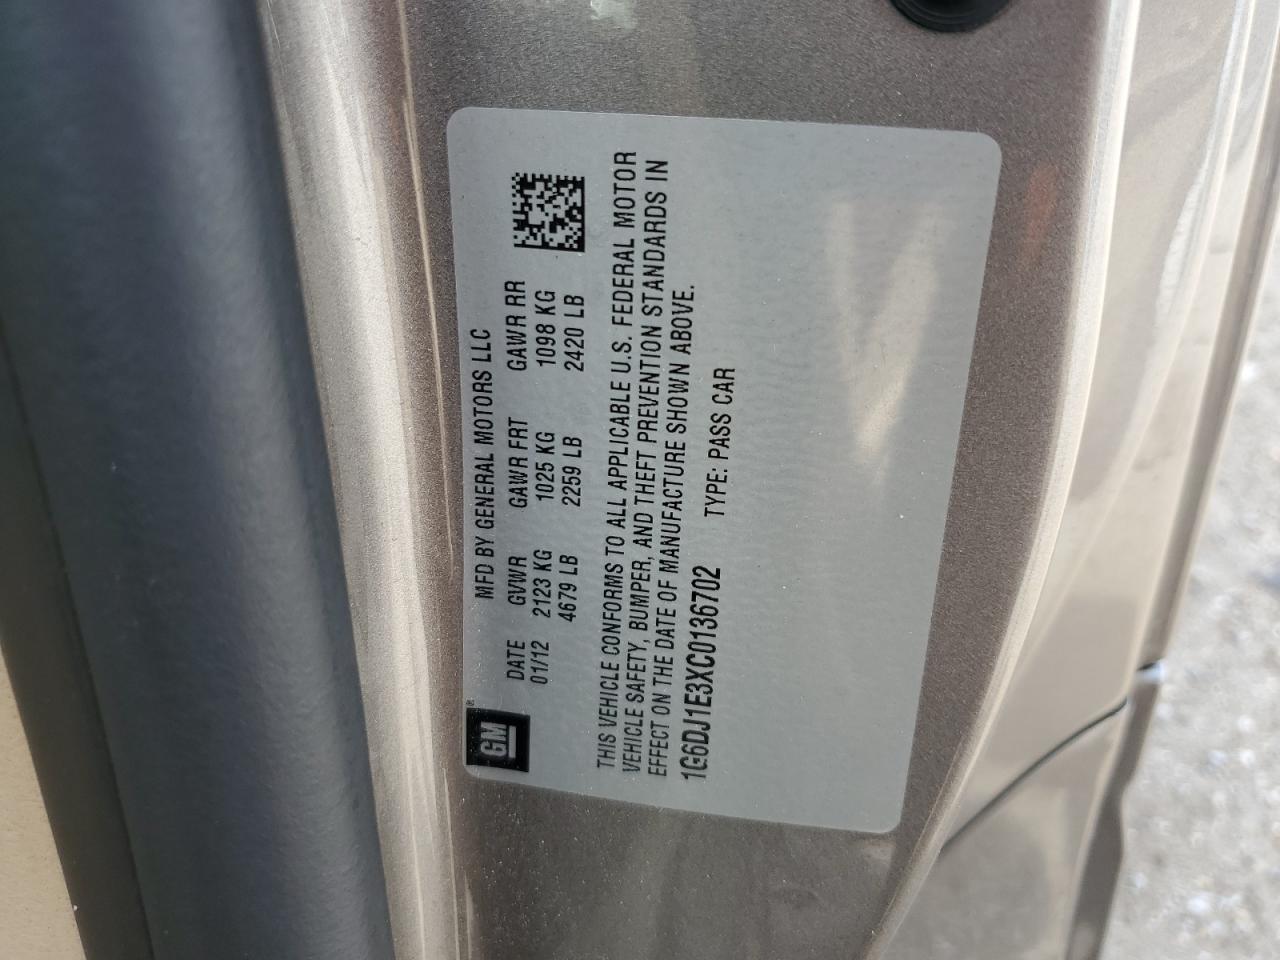 GM
MFD BY GENERAL MOTORS LLC
DATE GVWR GAWR FRT GAWR RR
01/12 2123 KG 1025 KG 1098 KG
4679 LB 2259 LB 2420 LB
THIS VEHICLE CONFORMS TO ALL APPLICABLE U.S. FEDERAL MOTOR
VEHICLE SAFETY, BUMPER, AND THEFT PREVENTION STANDARDS IN
EFFECT ON THE DATE OF MANUFACTURE SHOWN ABOVE.
1G6DJ1E3XC0136702 TYPE: PASS CAR